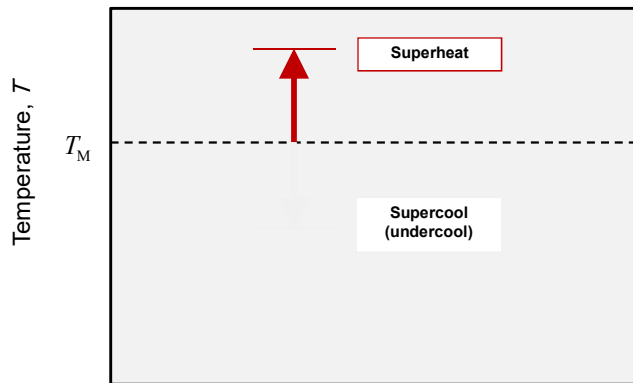 Superheat
Temperature, T
T_M
Supercool
(undercool)